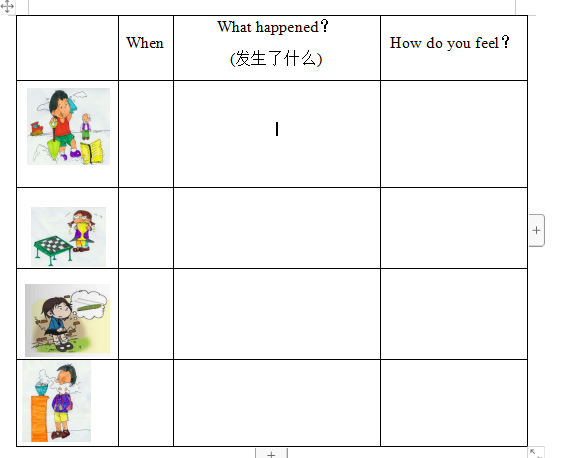 When
What happened？
(发生了什么)
How do you feel？